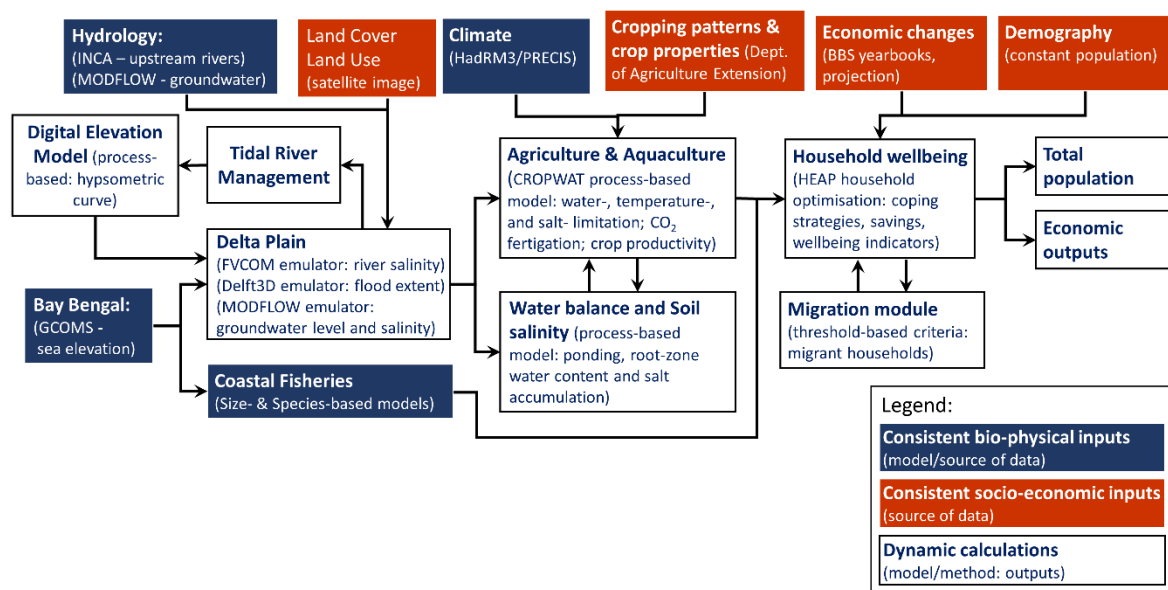 Hydrology:
(INCA – upstream rivers)
(MODFLOW - groundwater)
Land Cover
Land Use
(satellite image)
Climate
(HadRM3/PRECIS)
Cropping patterns &
crop properties (Dept.
of Agriculture Extension)
Economic changes
(BBS yearbooks,
projection)
Demography
(constant population)
Digital Elevation
Model (process-
based: hypsometric
curve)
Tidal River
Management
Agriculture & Aquaculture
(CROPWAT process-based
model: water-, temperature-,
and salt- limitation; CO2
fertigation; crop productivity)
Household wellbeing
(HEAP household
optimisation: coping
strategies, savings,
wellbeing indicators)
Total
population
Economic
outputs
Delta Plain
(FVCOM emulator: river salinity)
(Delft3D emulator: flood extent)
(MODFLOW emulator:
groundwater level and salinity)
Bay Bengal:
(GCOMS -
sea elevation)
Water balance and Soil
salinity (process-based
model: ponding, root-zone
water content and salt
accumulation)
Migration module
(threshold-based criteria:
migrant households)
Coastal Fisheries
(Size- & Species-based models)
Legend:
Consistent bio-physical inputs
(model/source of data)
Consistent socio-economic inputs
(source of data)
Dynamic calculations
(model/method: outputs)